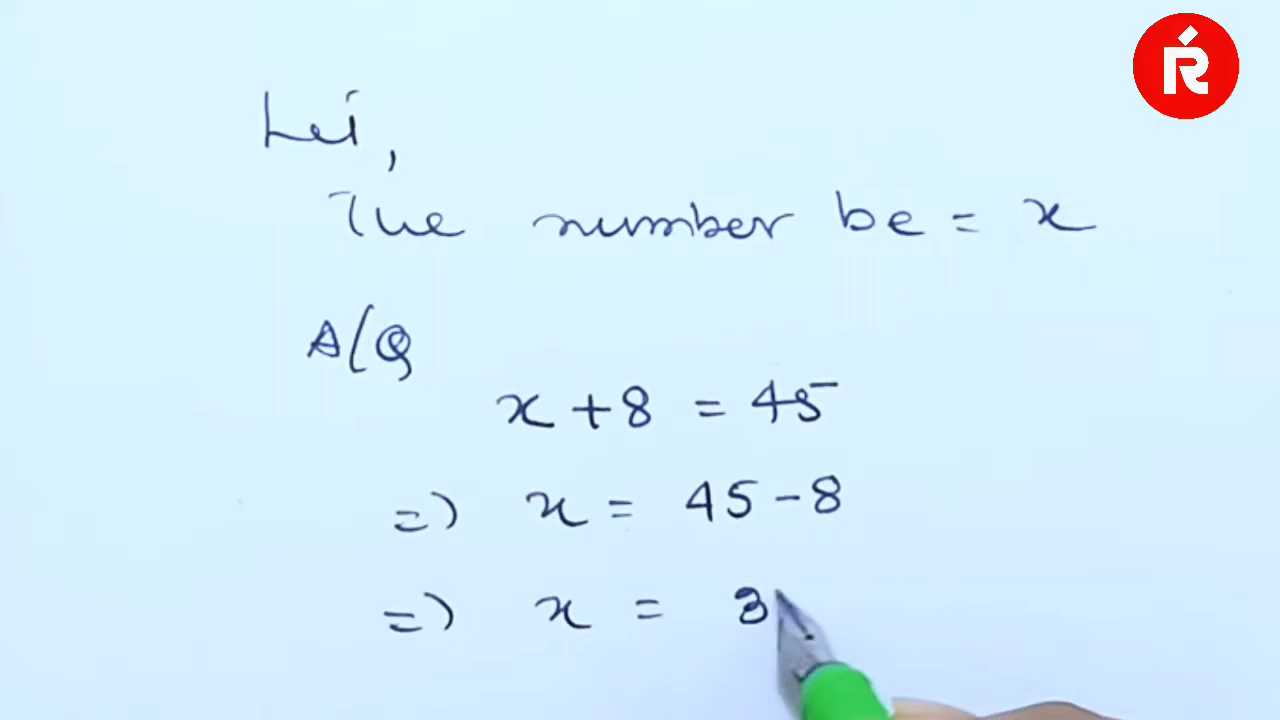 Let,
The number be = x
A/Q
x + 8 = 45
=) x = 45 - 8
=) x = 3
Ŕ